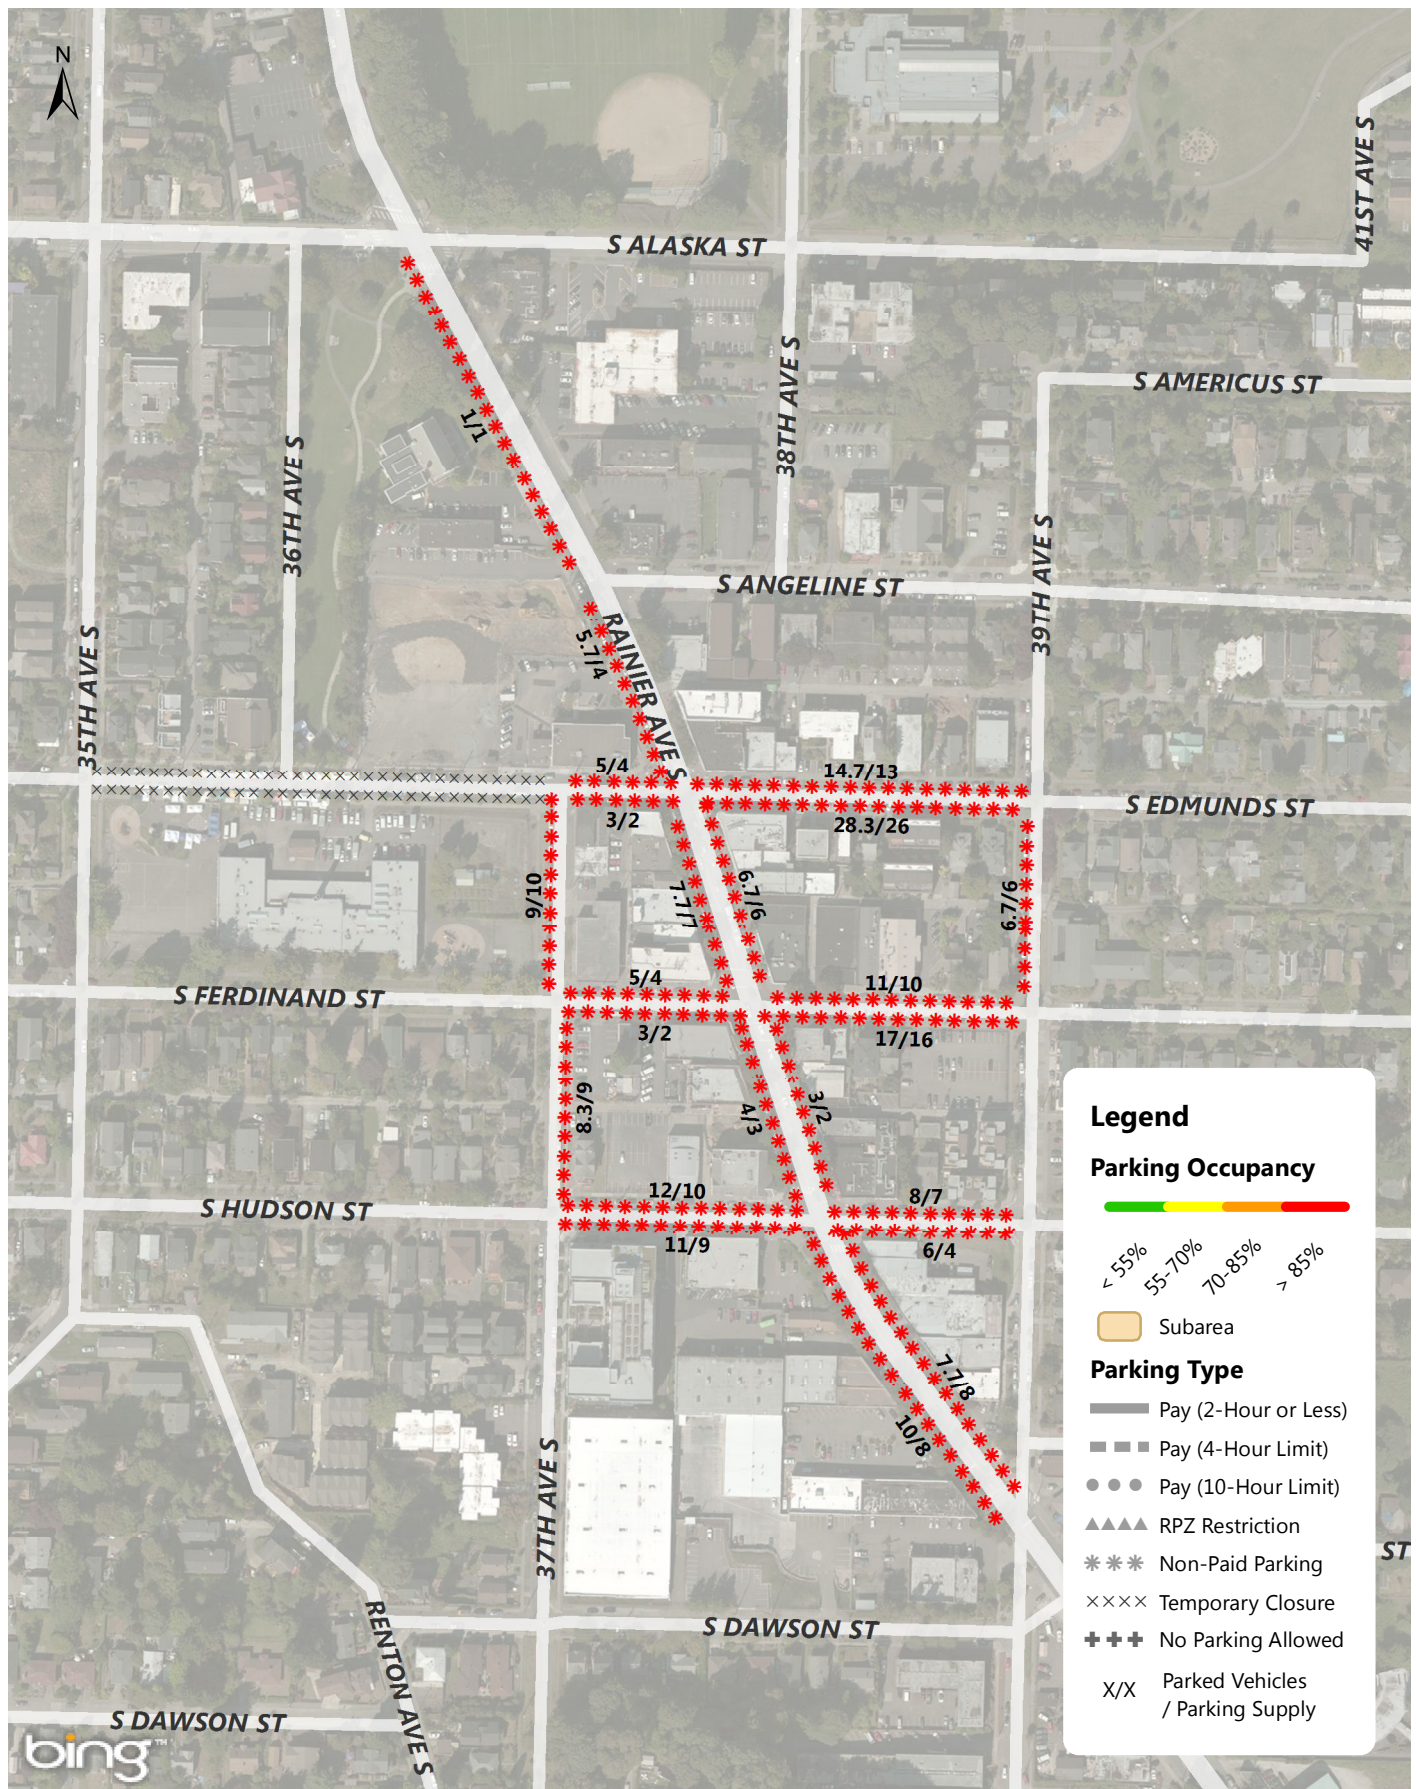 N
41ST AVE S
S ALASKA ST
38TH AVE S
S AMERICUS ST
1/1
36TH AVE S
39TH AVE S
S ANGELINE ST
35TH AVE S
RAINIER AVE S
5.7/4
5/4
14.7/13
3/2
28.3/26
S EDMUNDS ST
9/10
7.7/7
6.7/6
6.7/6
S FERDINAND ST
5/4
11/10
3/2
17/16
8.3/9
4/3
3/2
S HUDSON ST
12/10
8/7
11/9
6/4
7.7/8
10/8
37TH AVE S
ST
S DAWSON ST
RENTON AVE S
S DAWSON ST
bing™
Legend
Parking Occupancy
< 55%
55-70%
70-85%
> 85%
Subarea
Parking Type
Pay (2-Hour or Less)
Pay (4-Hour Limit)
Pay (10-Hour Limit)
RPZ Restriction
Non-Paid Parking
Temporary Closure
No Parking Allowed
X/X Parked Vehicles
/ Parking Supply